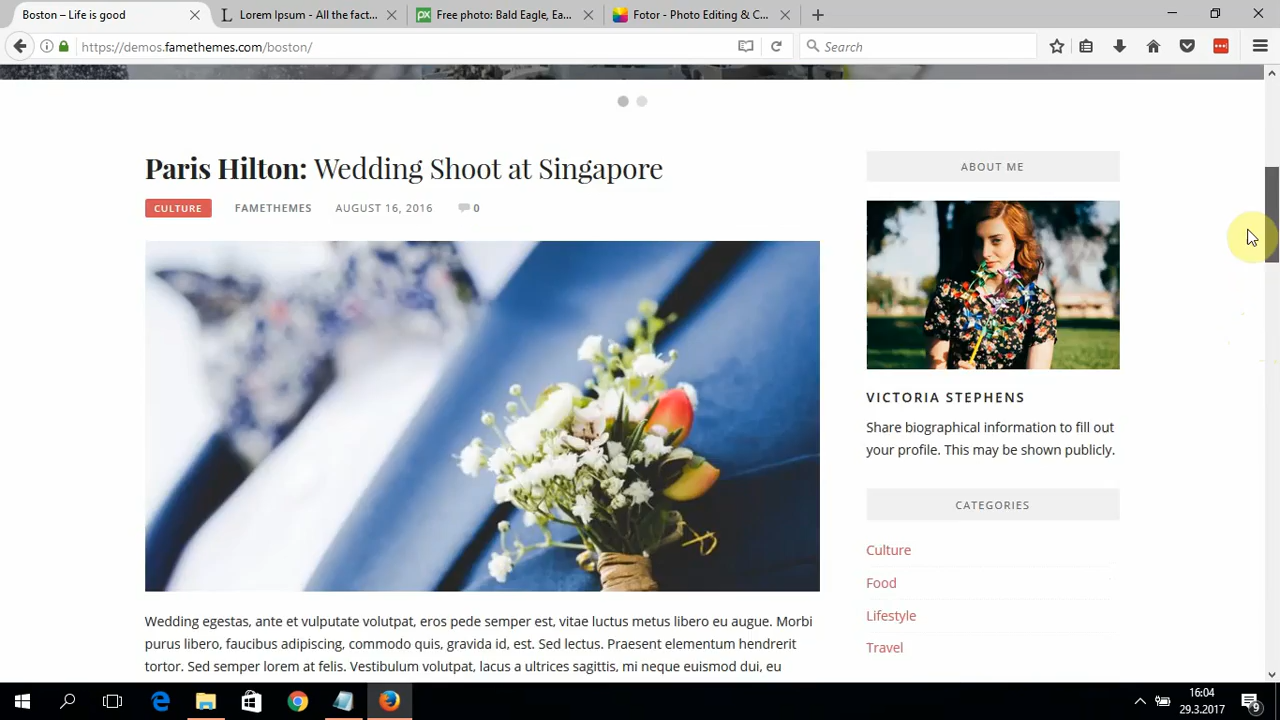 Boston – Life is good
Lorem Ipsum - All the fact...
Free photo: Bald Eagle, Ea...
Fotor - Photo Editing & C...
https://demos.famethemes.com/boston/
Search
Paris Hilton: Wedding Shoot at Singapore
CULTURE FAMETHEMES AUGUST 16, 2016 0
Wedding egestas, ante et vulputate volutpat, eros pede semper est, vitae luctus metus libero eu augue. Morbi
purus libero, faucibus adipiscing, commodo quis, gravida id, est. Sed lectus. Praesent elementum hendrerit
tortor. Sed semper lorem at felis. Vestibulum volutpat, lacus a ultrices sagittis, mi neque euismod dui, eu
ABOUT ME
VICTORIA STEPHENS
Share biographical information to fill out
your profile. This may be shown publicly.
CATEGORIES
Culture
Food
Lifestyle
Travel
16:04
29.3.2017
9